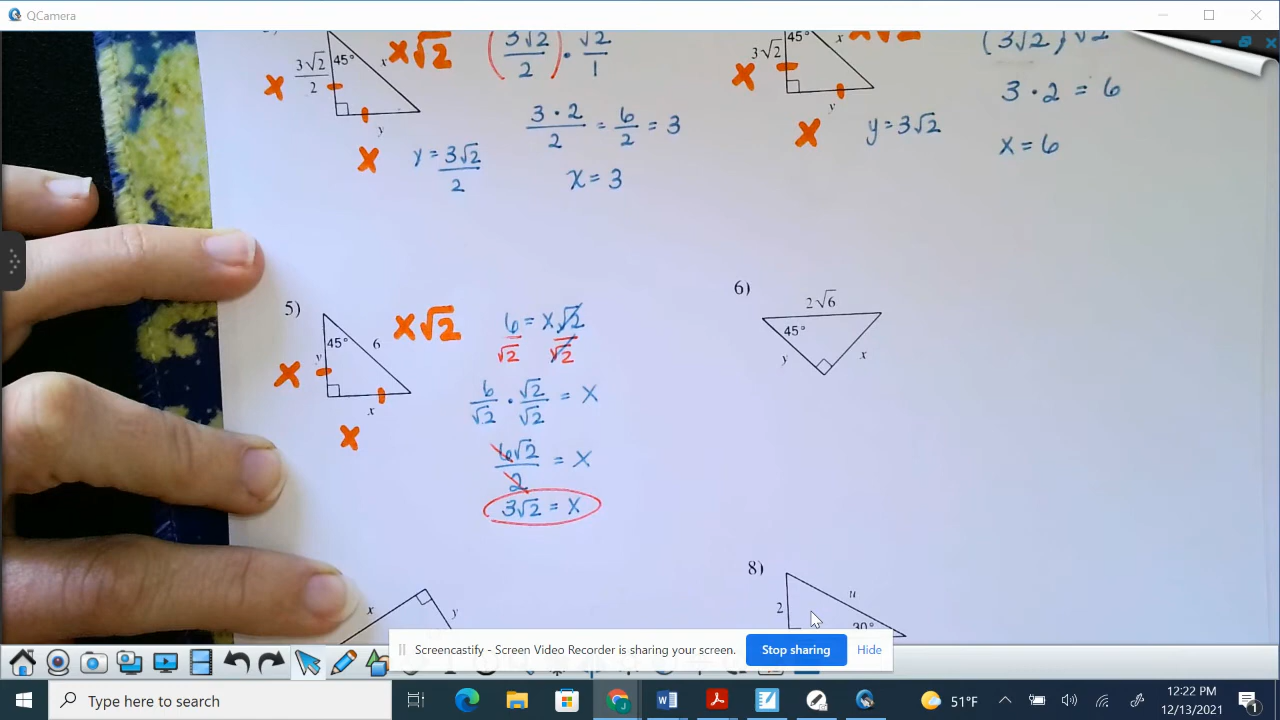 QCamera
3√2/2 45° x x√2 (3√2/2) · √2/1
x
3 · 2/2 = 6/2 = 3
y
x y = 3√2/2
x = 3
3√2 45° x
x
3 · 2 = 6
y
x y = 3√2
x = 6
5)
x√2 6 = x√2
√2 √2
45° 6
y
x
x
x
6/√2 · √2/√2 = x
6√2/2 = x
3√2 = x
6) 2√6
45°
y x
x y
8)
u
2
30°
Screencastify - Screen Video Recorder is sharing your screen. Stop sharing Hide
Type here to search
51°F
12:22 PM
12/13/2021
1